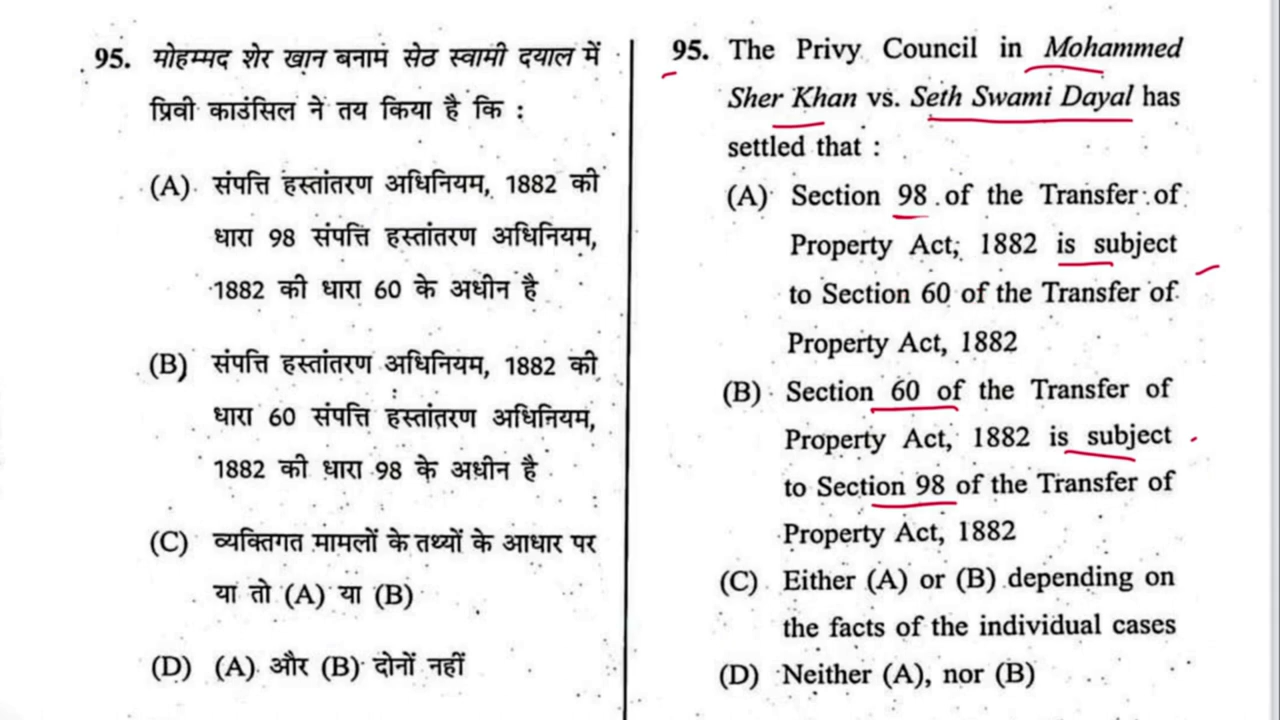 95. मोहम्मद शेर खान बनाम सेठ स्वामी दयाल में
प्रिवी काउंसिल ने तय किया है कि :
(A) संपत्ति हस्तांतरण अधिनियम, 1882 की
धारा 98 संपत्ति हस्तांतरण अधिनियम,
1882 की धारा 60 के अधीन है
(B) संपत्ति हस्तांतरण अधिनियम, 1882 की
धारा 60 संपत्ति हस्तांतरण अधिनियम,
1882 की धारा 98 के अधीन है
(C) व्यक्तिगत मामलों के तथ्यों के आधार पर
या तो (A) या (B)
(D) (A) और (B) दोनों नहीं
95. The Privy Council in Mohammed
Sher Khan vs. Seth Swami Dayal has
settled that :
(A) Section 98 of the Transfer of
Property Act, 1882 is subject
to Section 60 of the Transfer of
Property Act, 1882
(B) Section 60 of the Transfer of
Property Act, 1882 is subject
to Section 98 of the Transfer of
Property Act, 1882
(C) Either (A) or (B) depending on
the facts of the individual cases
(D) Neither (A), nor (B)